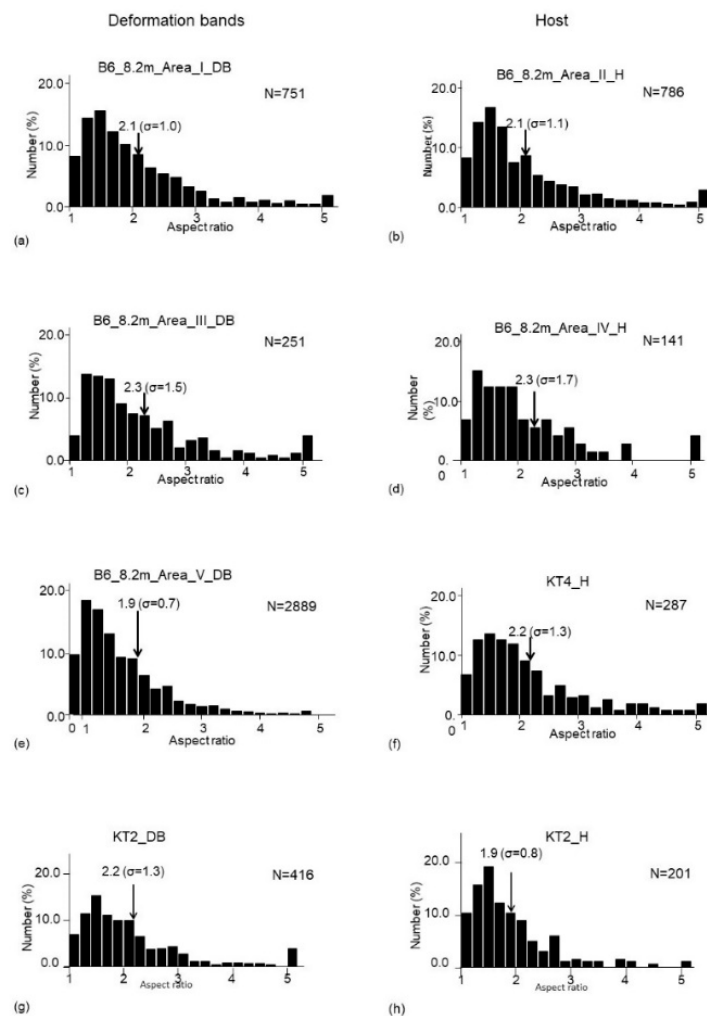 Deformation bands
Host
B6_8.2m_Area_I_DB
N=751
Number (%)
20.0
10.0
0.0
2.1 (σ=1.0)
1 2 3 4 5
Aspect ratio
(a)
B6_8.2m_Area_II_H
N=786
Number (%)
20.0
10.0
0.0
2.1 (σ=1.1)
1 2 3 4 5
Aspect ratio
(b)
B6_8.2m_Area_III_DB
N=251
Number (%)
20.0
10.0
0.0
2.3 (σ=1.5)
1 2 3 4 5
Aspect ratio
(c)
B6_8.2m_Area_IV_H
N=141
Number
(%)
20.0
10.0
0.
0
2.3 (σ=1.7)
1 2 3 4 5
Aspect ratio
(d)
B6_8.2m_Area_V_DB
N=2889
Number (%)
20.0
10.0
0.0
1.9 (σ=0.7)
0 1 2 3 4 5
Aspect ratio
(e)
KT4_H
N=287
Number (%)
20.0
10.0
0.0
2.2 (σ=1.3)
0 1 2 3 4 5
Aspect ratio
(f)
KT2_DB
N=416
Number (%)
20.0
10.0
0.0
2.2 (σ=1.3)
1 2 3 4 5
Aspect ratio
(g)
KT2_H
N=201
Number (%)
20.0
10.0
0.0
1.9 (σ=0.8)
1 2 3 4 5
Aspect ratio
(h)